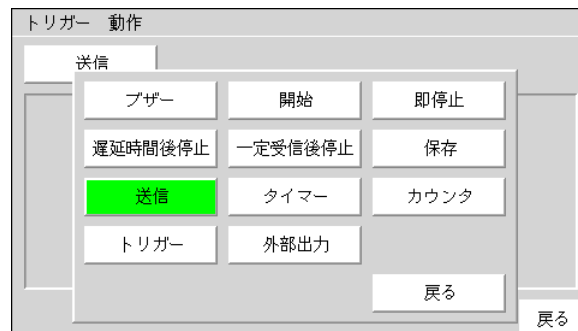 トリガー 動作
送信
ブザー 開始 即停止
遅延時間後停止 一定受信後停止 保存
送信 タイマー カウンタ
トリガー 外部出力
戻る
戻る